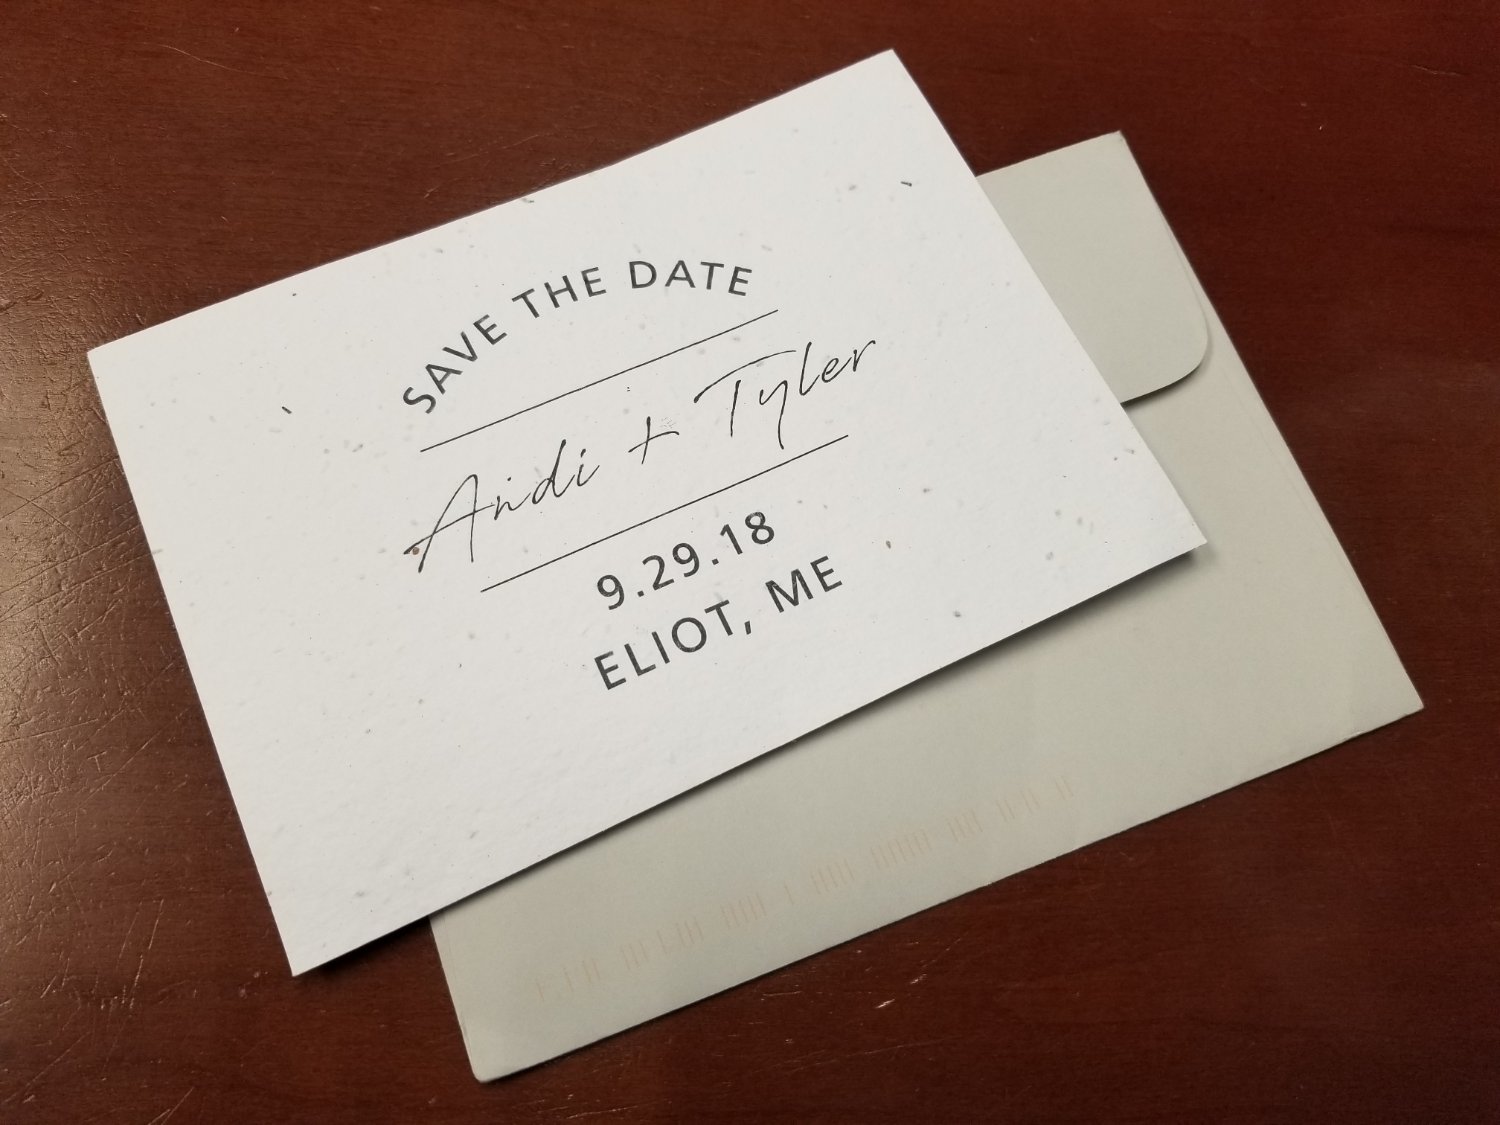 SAVE THE DATE
Andi + Tyler
9.29.18
ELIOT, ME